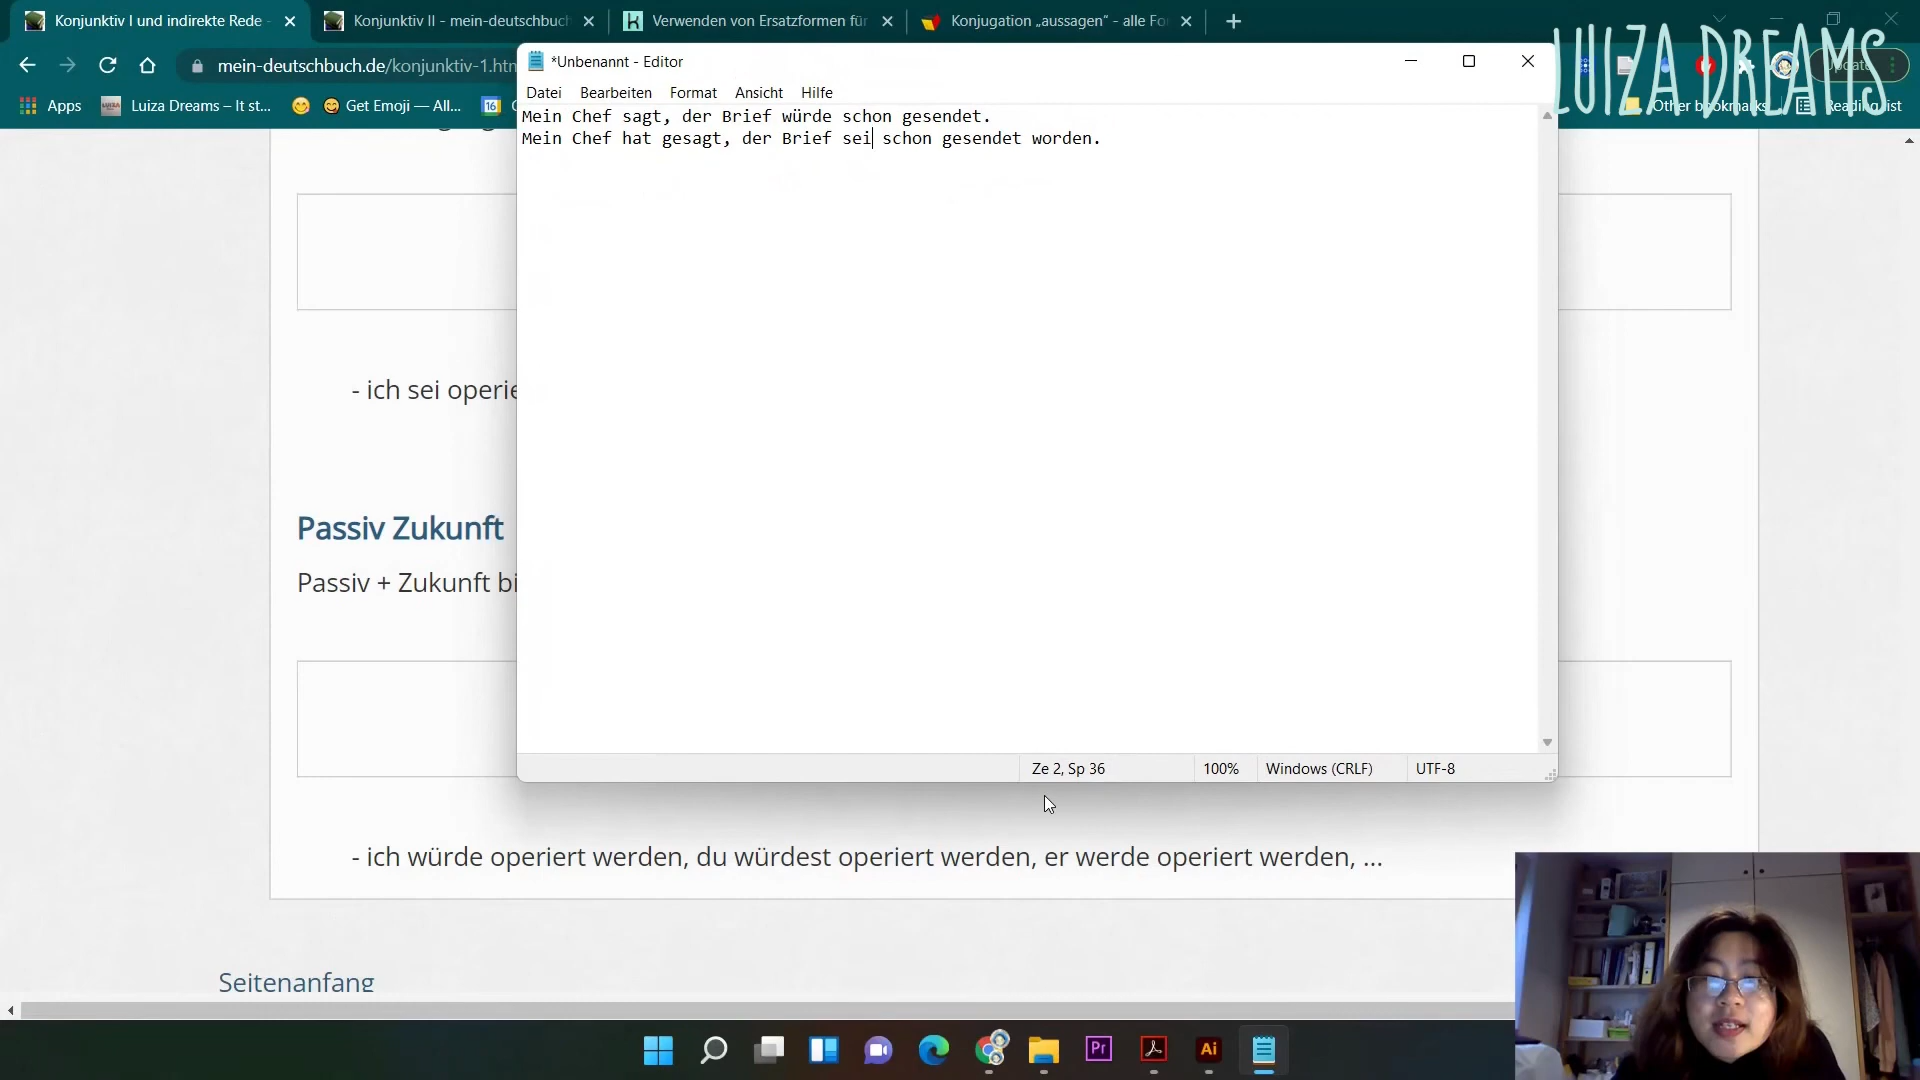 Konjunktiv I und indirekte Rede -
Konjunktiv II - mein-deutschbuch
Verwenden von Ersatzformen für
Konjugation „aussagen“ - alle Fo
mein-deutschbuch.de/konjunktiv-1.htm
LUIZA DREAMS
Apps
Luiza Dreams – It st...
Get Emoji — All...
16
Other bookmarks
Reading list
*Unbenannt - Editor
Datei Bearbeiten Format Ansicht Hilfe
Mein Chef sagt, der Brief würde schon gesendet.
Mein Chef hat gesagt, der Brief sei schon gesendet worden.
- ich sei operie
Passiv Zukunft
Passiv + Zukunft bi
Ze 2, Sp 36
100%
Windows (CRLF)
UTF-8
- ich würde operiert werden, du würdest operiert werden, er werde operiert werden, ...
Seitenanfang
Pr
Ai